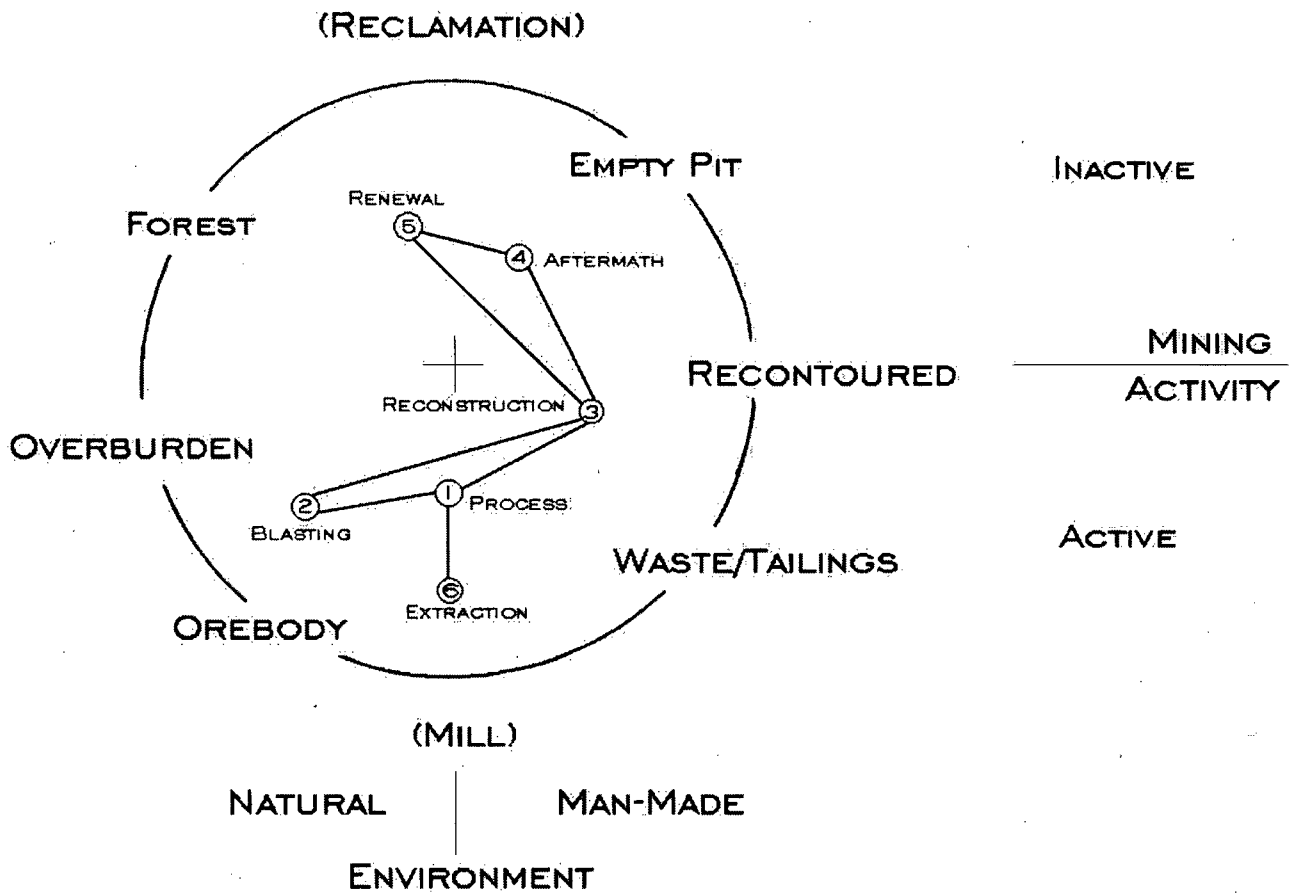 (RECLAMATION)
EMPTY PIT
INACTIVE
RENEWAL
FOREST
5
4
AFTERMATH
MINING
ACTIVITY
RECONTOURED
RECONSTRUCTION
3
OVERBURDEN
2
1
PROCESS
BLASTING
ACTIVE
WASTE/TAILINGS
6
EXTRACTION
OREBODY
(MILL)
NATURAL
MAN-MADE
ENVIRONMENT